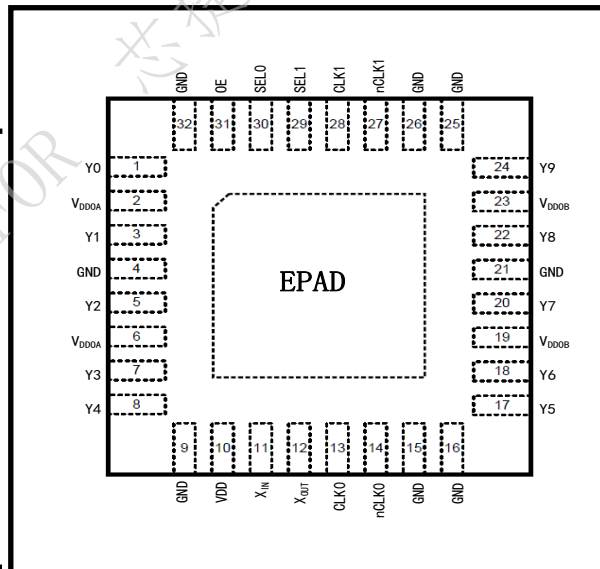 芯捷
OR
GND OE SEL0 SEL1 CLK1 nCLK1 GND GND
32 31 30 29 28 27 26 25
Y0 1 24 Y9
VDDOA 2 23 VDDOB
Y1 3 22 Y8
GND 4 21 GND
EPAD
Y2 5 20 Y7
VDDOA 6 19 VDDOB
Y3 7 18 Y6
Y4 8 17 Y5
9 10 11 12 13 14 15 16
GND VDD XIN XOUT CLK0 nCLK0 GND GND